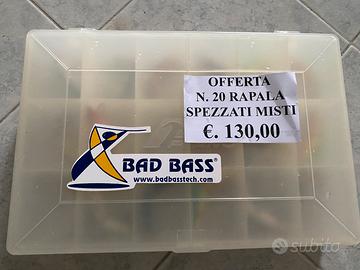 OFFERTA
N. 20 RAPALA
SPEZZATI MISTI
€. 130,00
BAD BASS®
www.badbasstech.com
subito